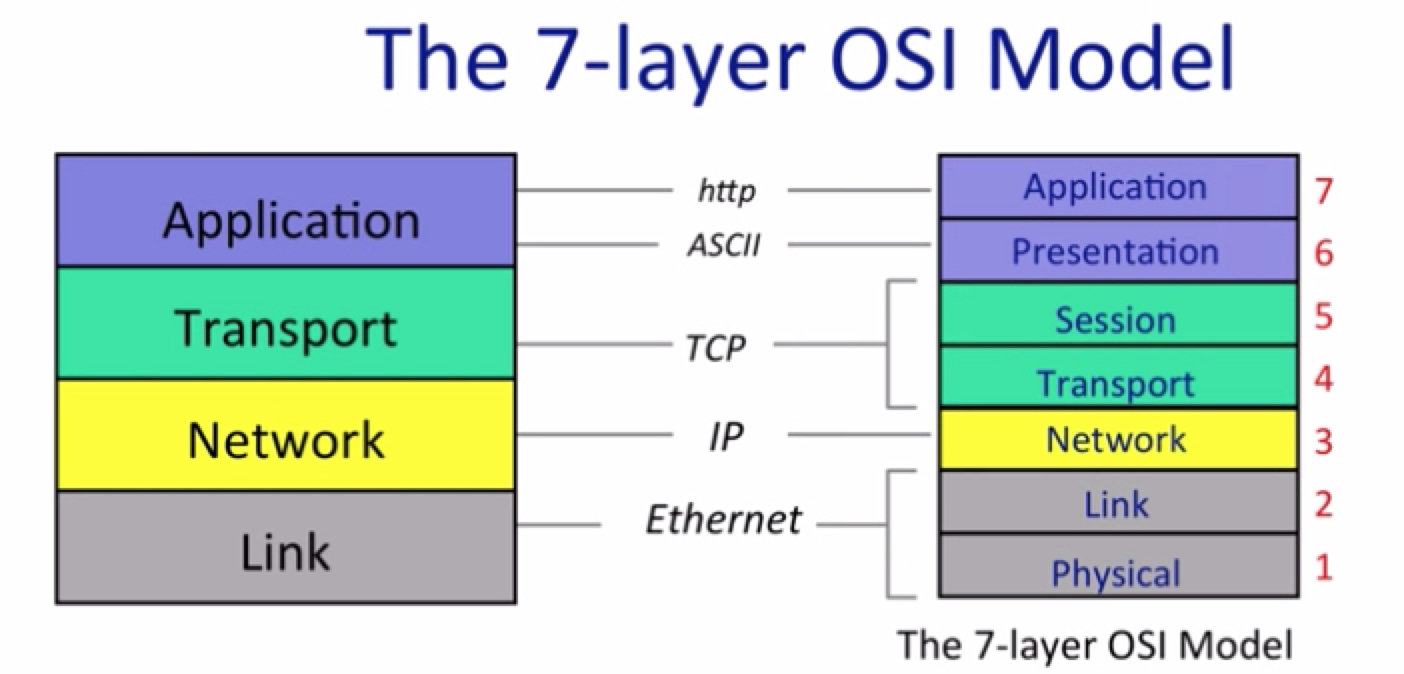 The 7-layer OSI Model
Application
Transport
Network
Link
http
ASCII
TCP
IP
Ethernet
Application 7
Presentation 6
Session 5
Transport 4
Network 3
Link 2
Physical 1
The 7-layer OSI Model